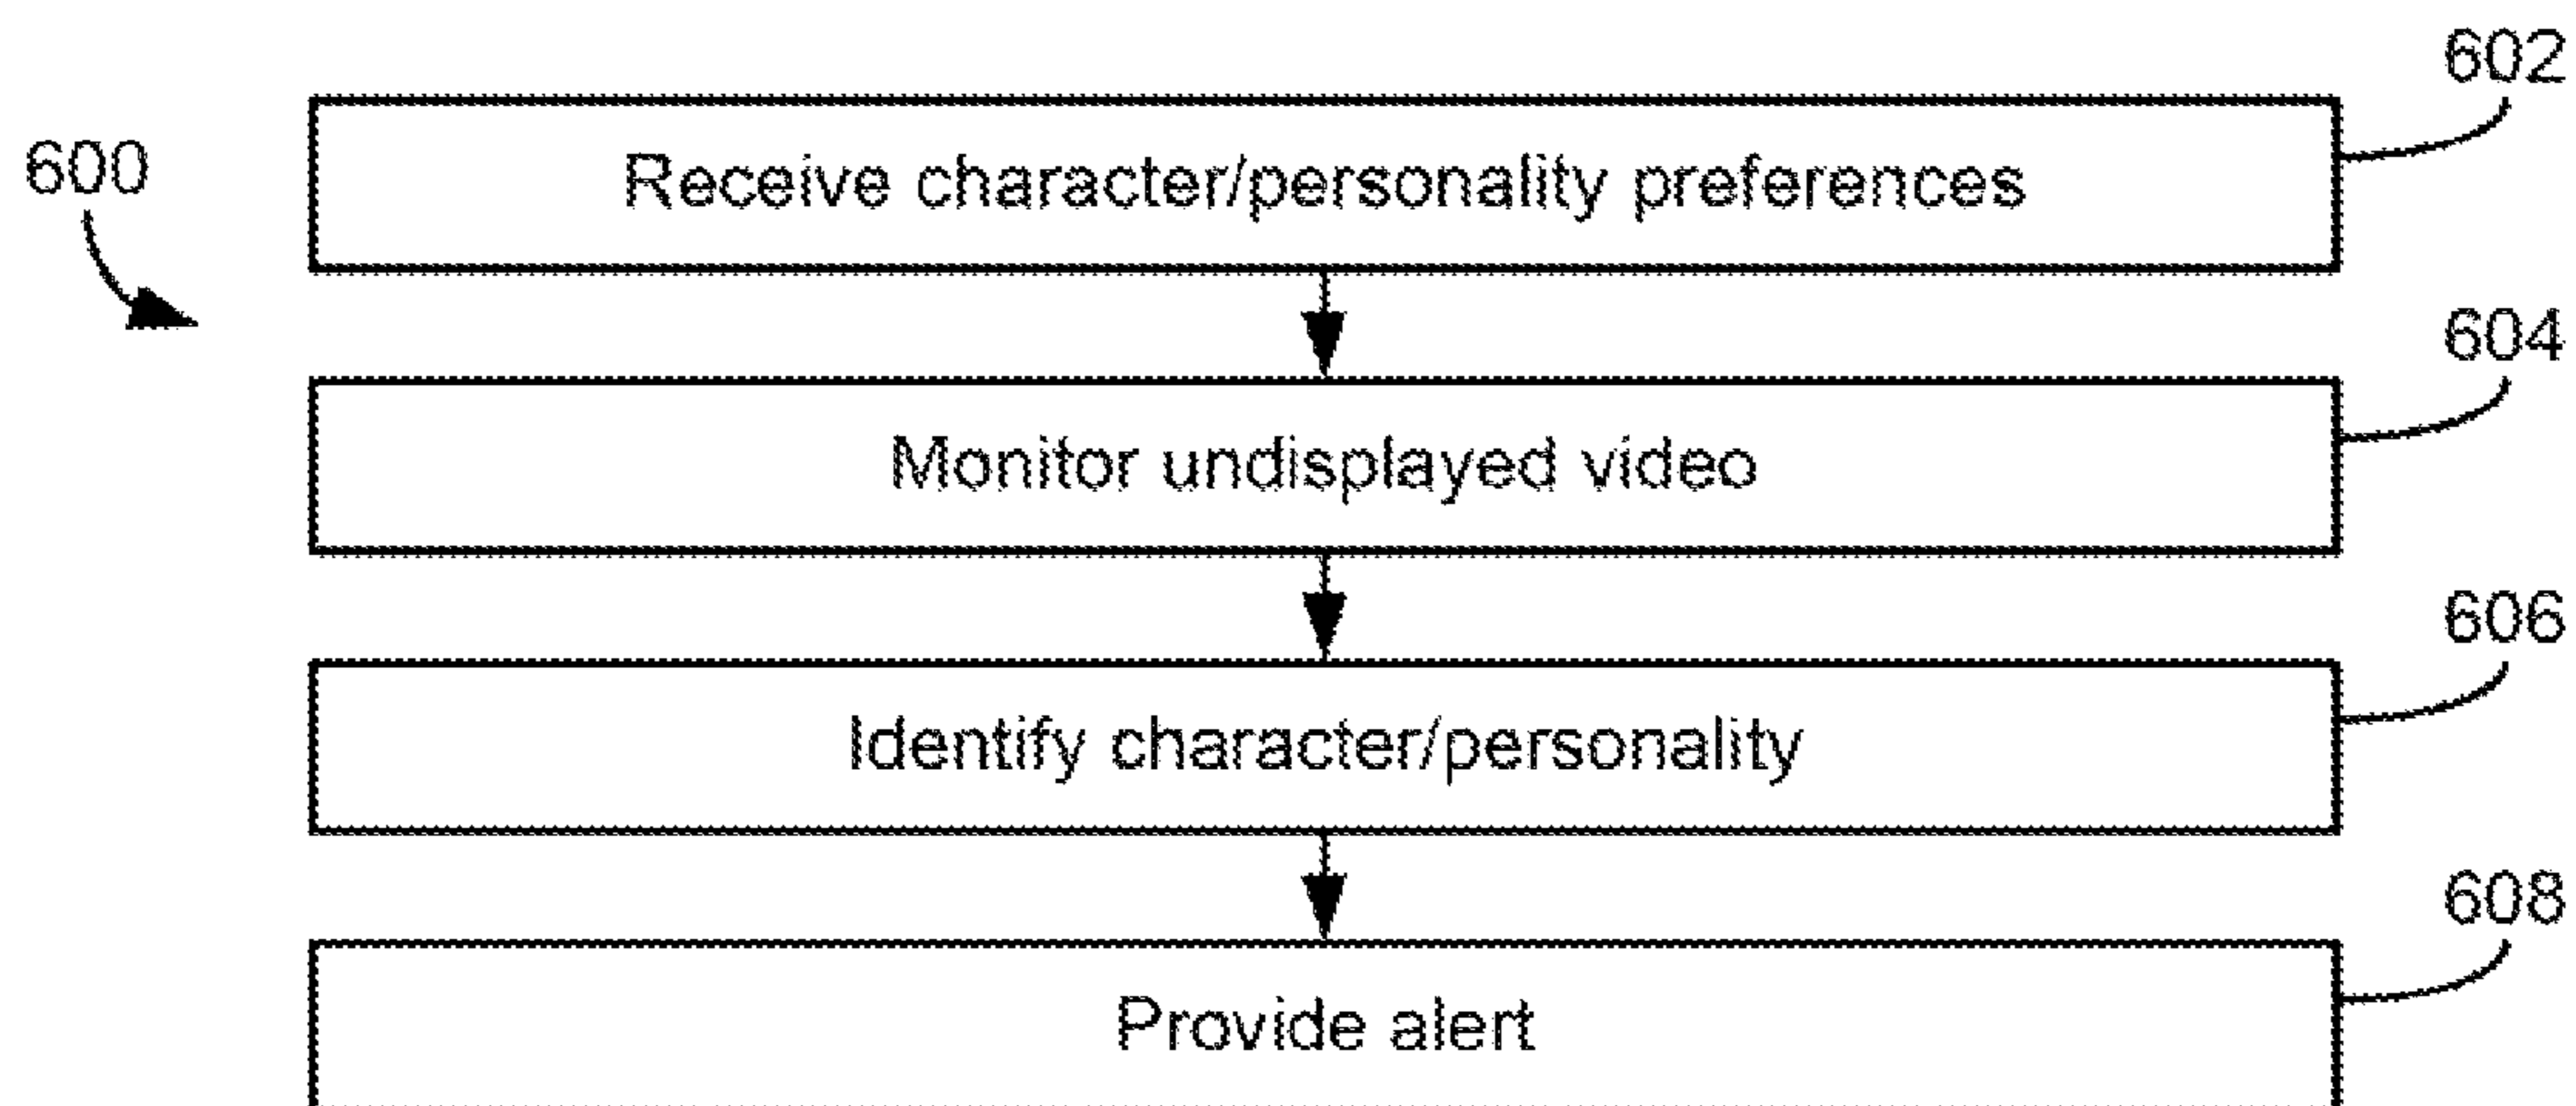 602
600
Receive character/personality preferences
604
Monitor undisplayed video
606
Identify character/personality
608
Provide alert